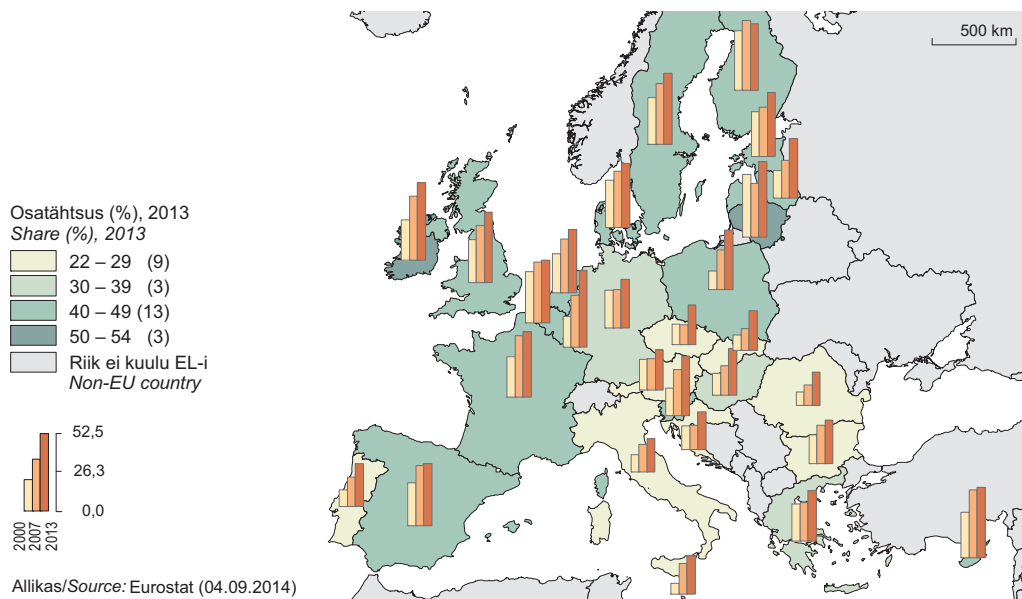 500 km
Osatähtsus (%), 2013
Share (%), 2013
22 – 29 (9)
30 – 39 (3)
40 – 49 (13)
50 – 54 (3)
Riik ei kuulu EL-i
Non-EU country
52,5
26,3
0,0
2000
2007
2013
Allikas/Source: Eurostat (04.09.2014)